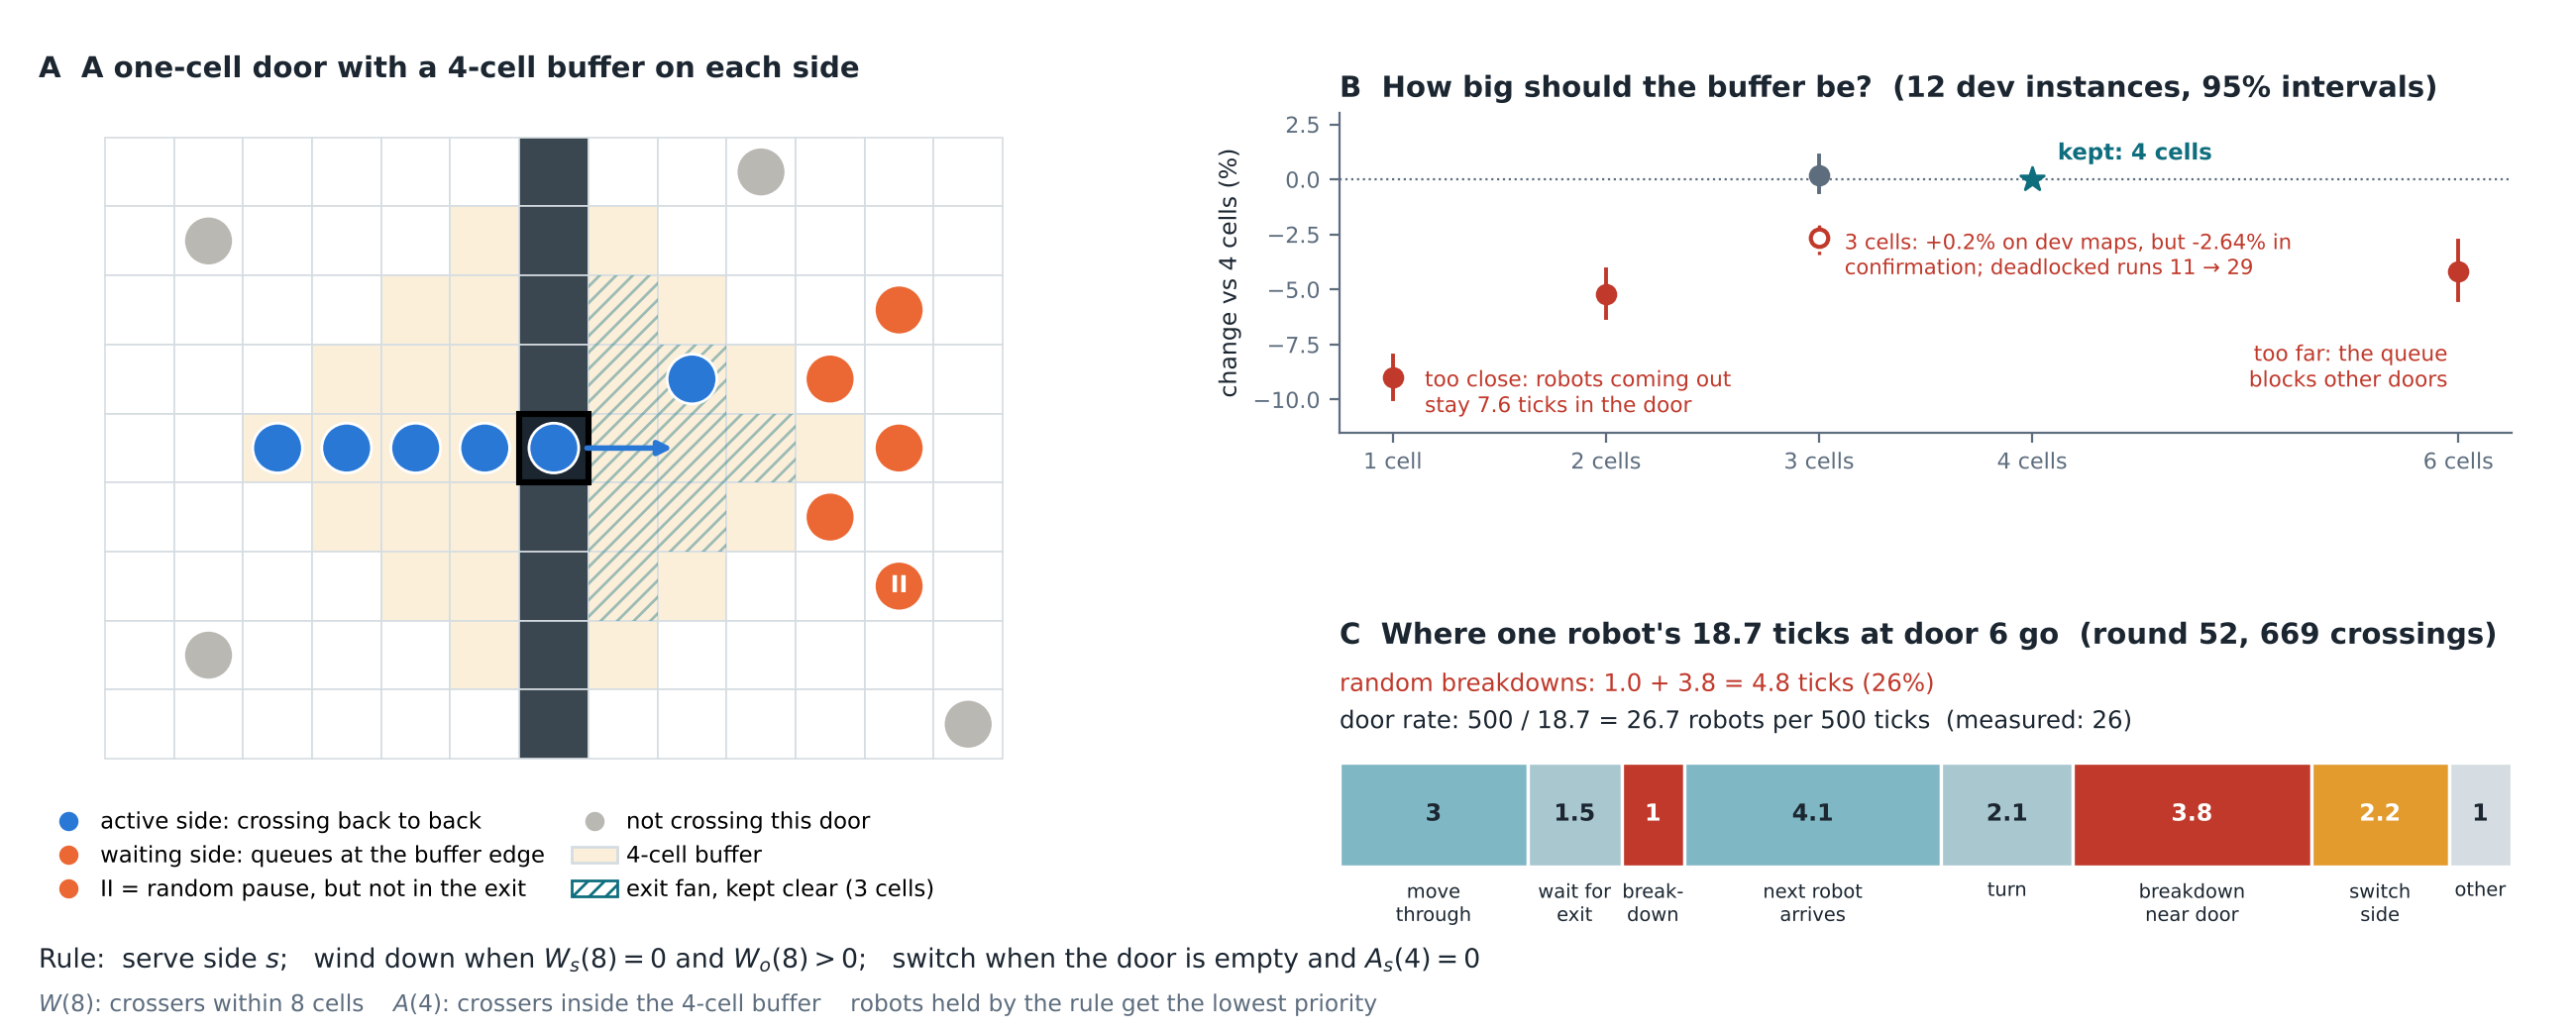 A  A one-cell door with a 4-cell buffer on each side
II
active side: crossing back to back
waiting side: queues at the buffer edge
II = random pause, but not in the exit
not crossing this door
4-cell buffer
exit fan, kept clear (3 cells)
Rule:  serve side s;   wind down when Wₛ(8) = 0 and Wₒ(8) > 0;   switch when the door is empty and Aₛ(4) = 0
W(8): crossers within 8 cells    A(4): crossers inside the 4-cell buffer    robots held by the rule get the lowest priority
B  How big should the buffer be?  (12 dev instances, 95% intervals)
change vs 4 cells (%)
2.5
0.0
−2.5
−5.0
−7.5
−10.0
kept: 4 cells
3 cells: +0.2% on dev maps, but -2.64% in
confirmation; deadlocked runs 11 → 29
too close: robots coming out
stay 7.6 ticks in the door
too far: the queue
blocks other doors
1 cell
2 cells
3 cells
4 cells
6 cells
C  Where one robot's 18.7 ticks at door 6 go  (round 52, 669 crossings)
random breakdowns: 1.0 + 3.8 = 4.8 ticks (26%)
door rate: 500 / 18.7 = 26.7 robots per 500 ticks  (measured: 26)
3
1.5
1
4.1
2.1
3.8
2.2
1
move
through
wait for
exit
break-
down
next robot
arrives
turn
breakdown
near door
switch
side
other